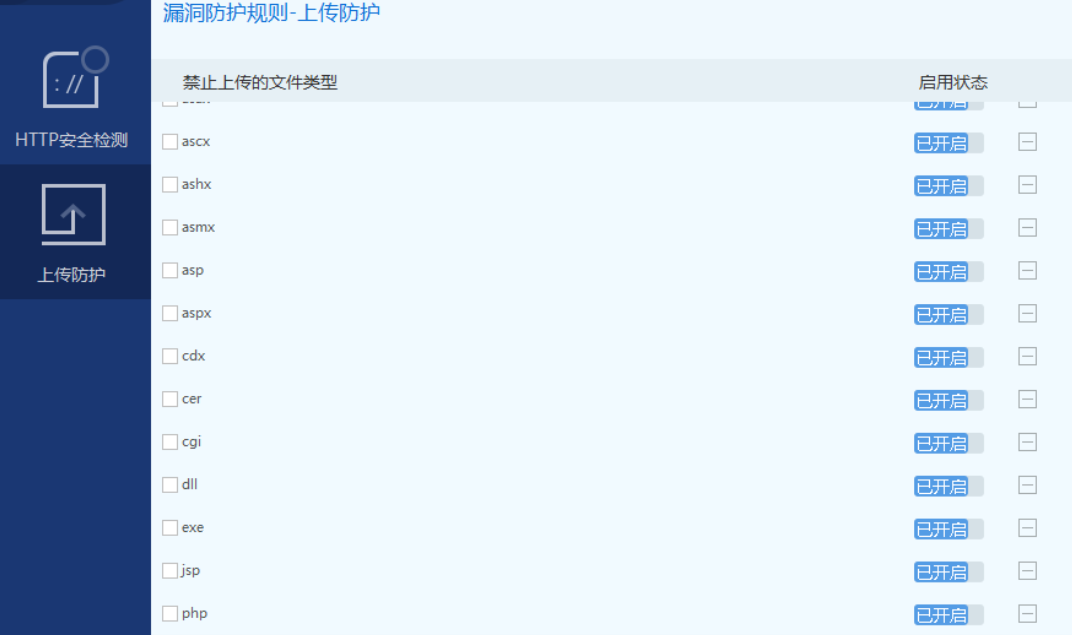 漏洞防护规则-上传防护
禁止上传的文件类型 启用状态
:// 已开启
HTTP安全检测
ascx 已开启
ashx 已开启
asmx 已开启
asp 已开启
上传防护
aspx 已开启
cdx 已开启
cer 已开启
cgi 已开启
dll 已开启
exe 已开启
jsp 已开启
php 已开启